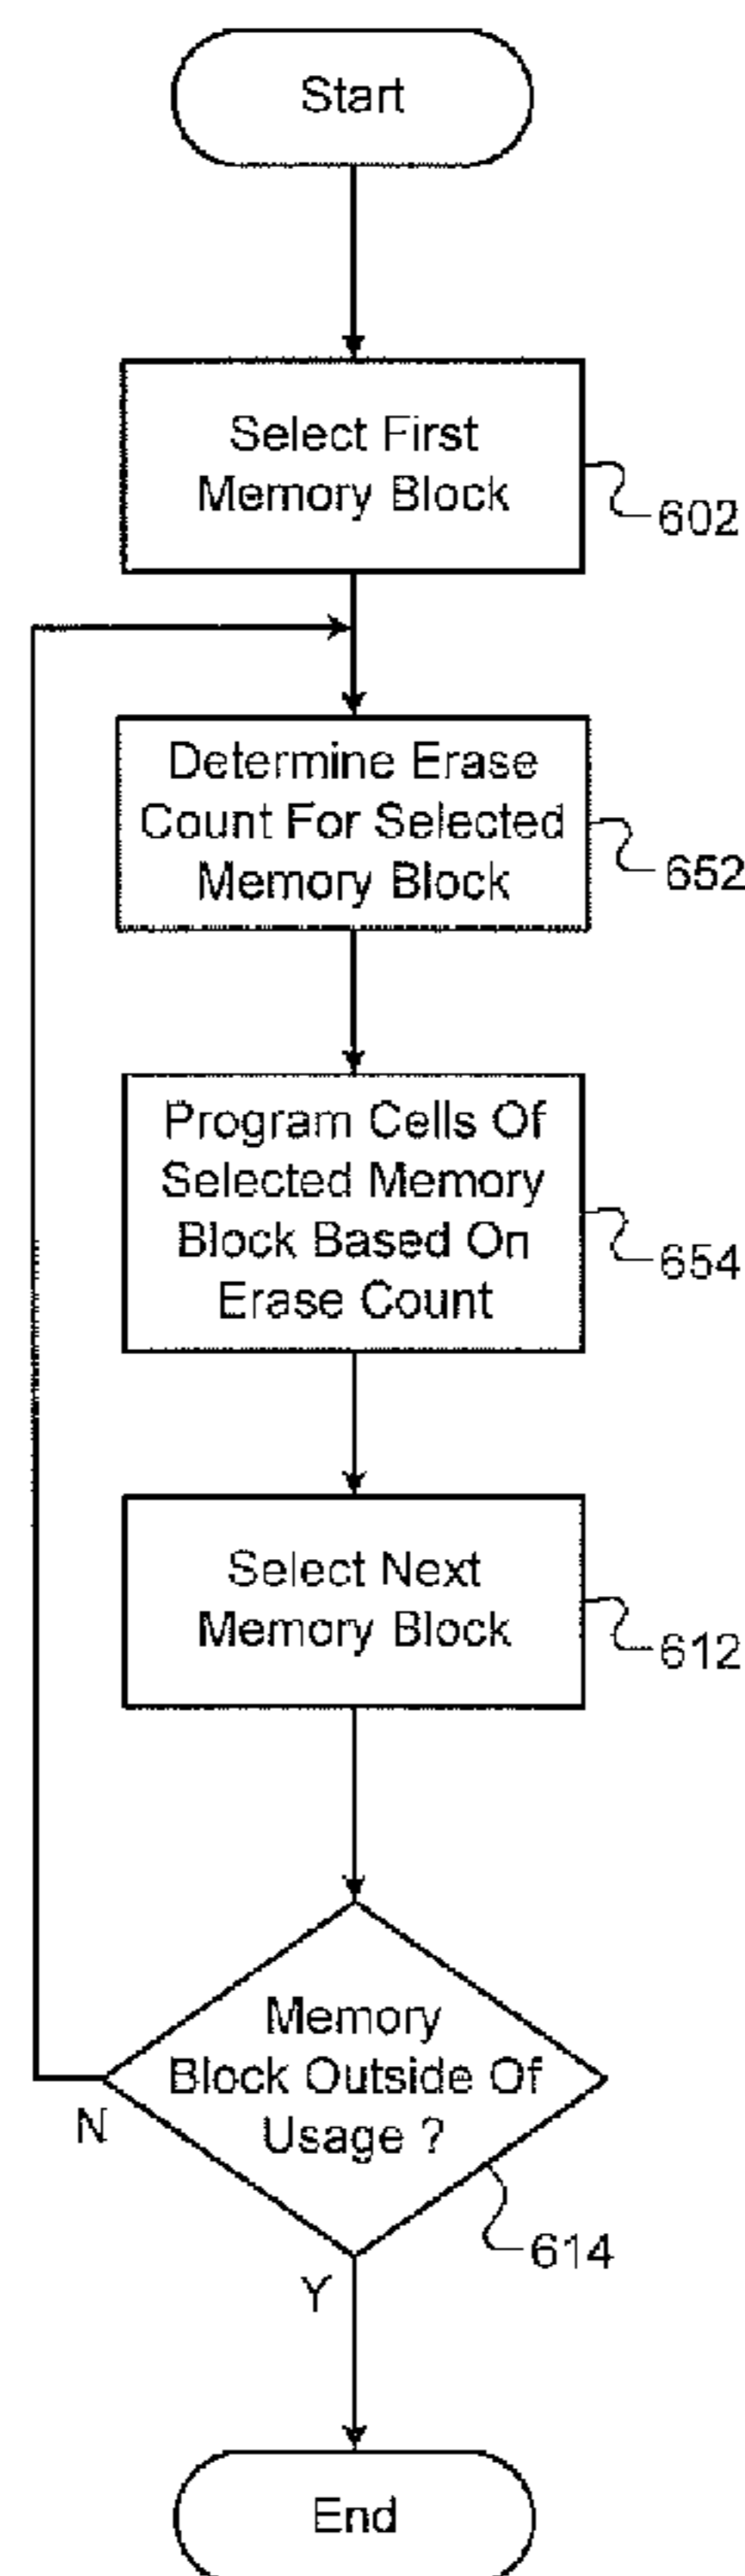 Start
Select First
Memory Block
602
Determine Erase
Count For Selected
Memory Block
652
Program Cells Of
Selected Memory
Block Based On
Erase Count
654
Select Next
Memory Block
612
Memory
Block Outside Of
Usage ?
N
614
Y
End